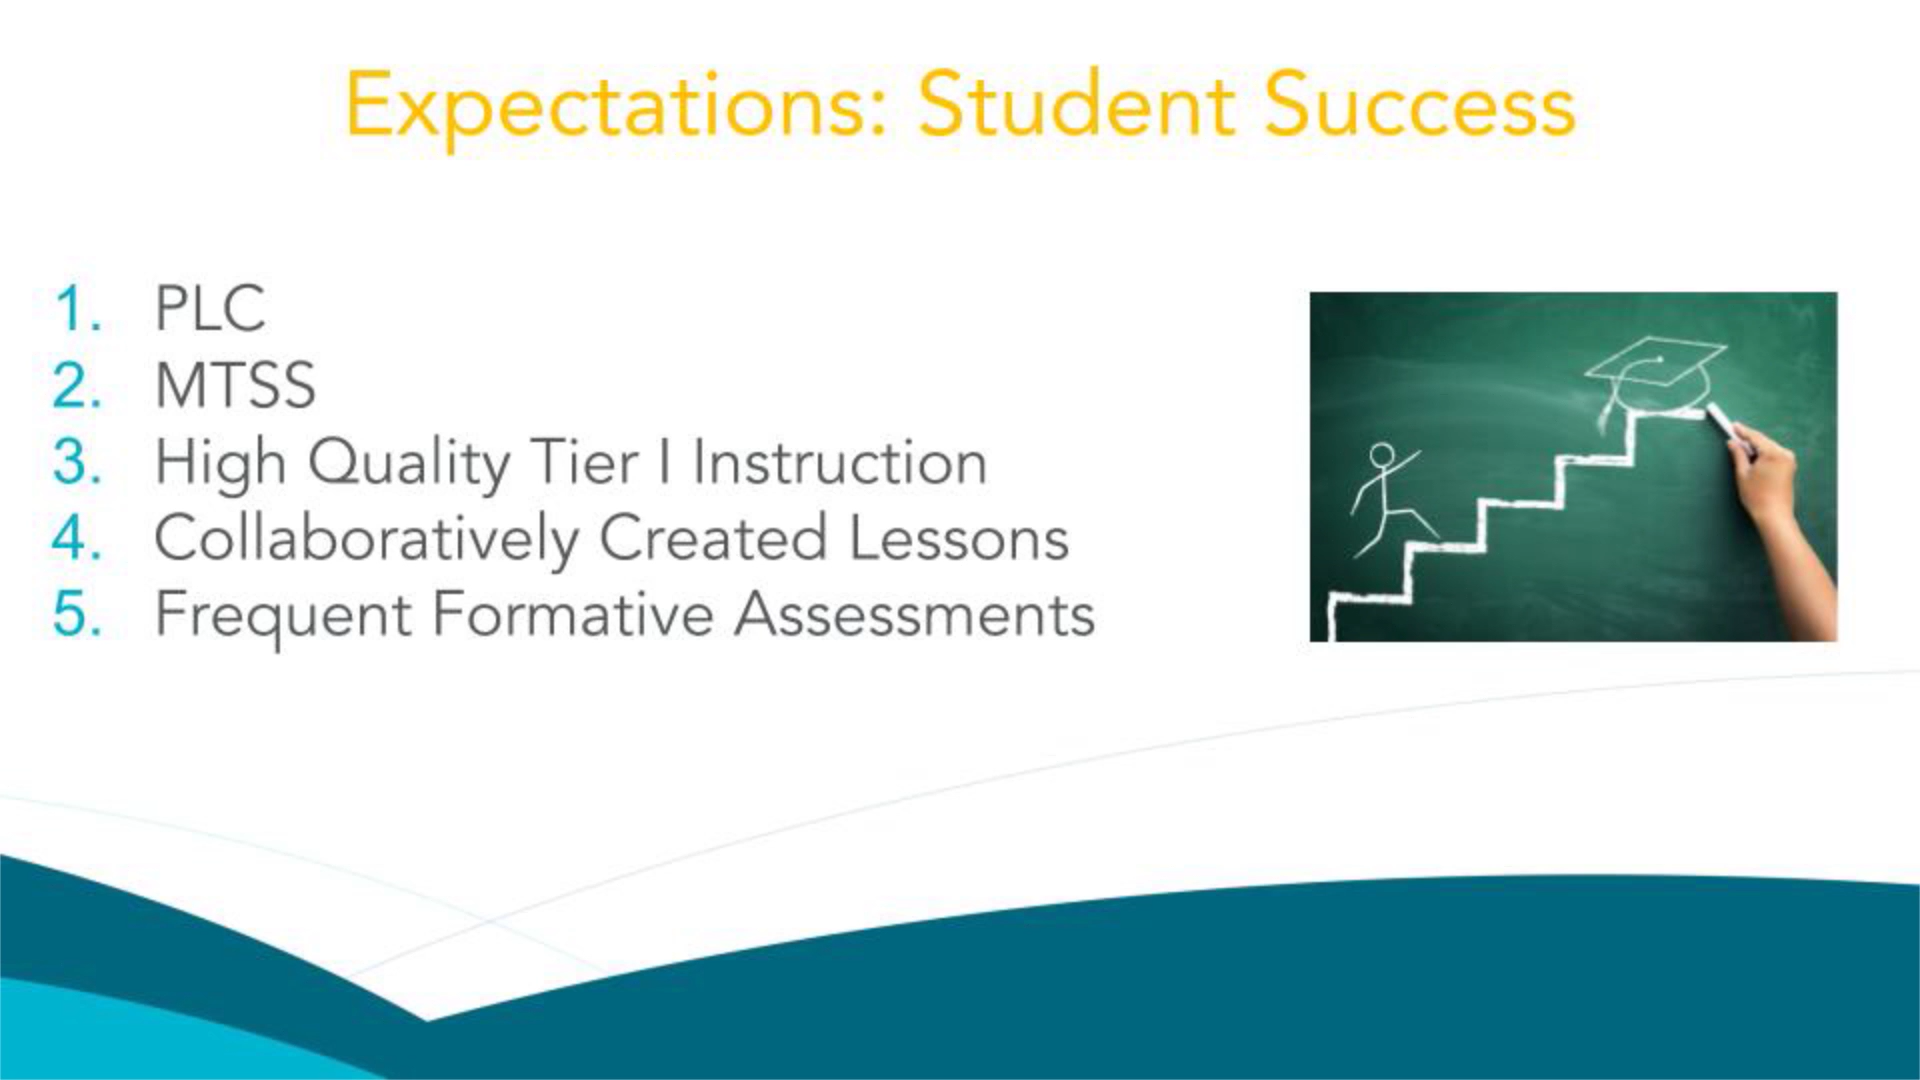 Expectations: Student Success
1. PLC
2. MTSS
3. High Quality Tier I Instruction
4. Collaboratively Created Lessons
5. Frequent Formative Assessments